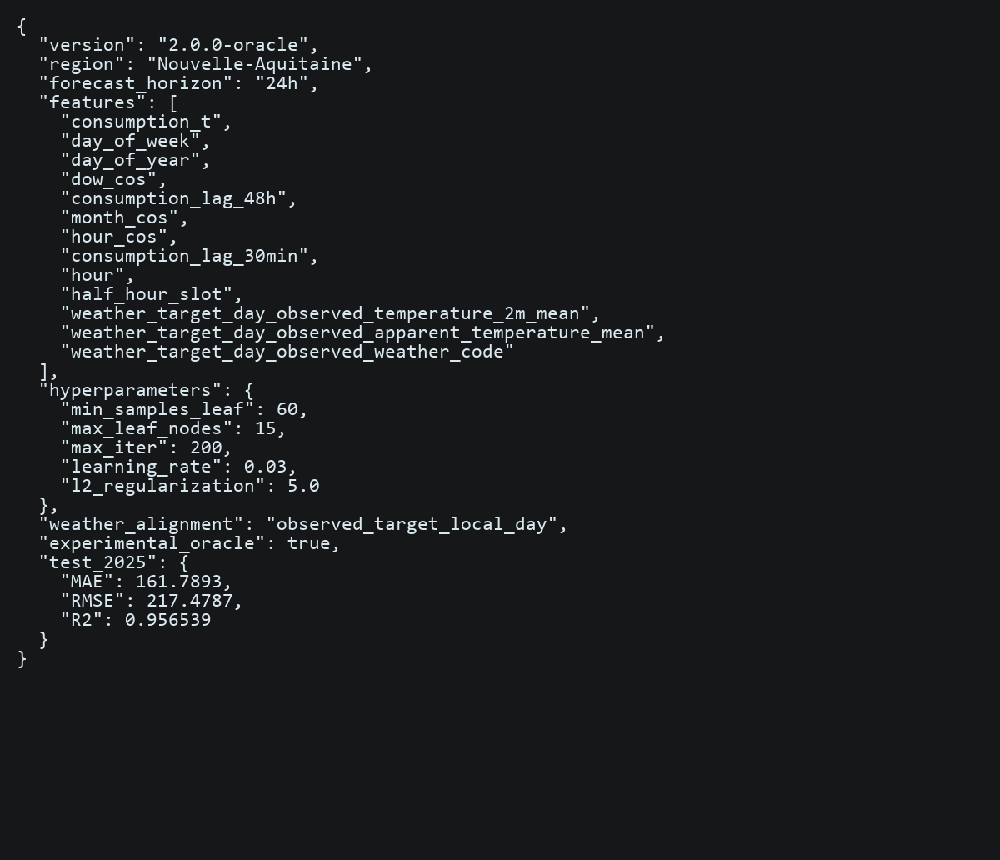 {
  "version": "2.0.0-oracle",
  "region": "Nouvelle-Aquitaine",
  "forecast_horizon": "24h",
  "features": [
    "consumption_t",
    "day_of_week",
    "day_of_year",
    "dow_cos",
    "consumption_lag_48h",
    "month_cos",
    "hour_cos",
    "consumption_lag_30min",
    "hour",
    "half_hour_slot",
    "weather_target_day_observed_temperature_2m_mean",
    "weather_target_day_observed_apparent_temperature_mean",
    "weather_target_day_observed_weather_code"
  ],
  "hyperparameters": {
    "min_samples_leaf": 60,
    "max_leaf_nodes": 15,
    "max_iter": 200,
    "learning_rate": 0.03,
    "l2_regularization": 5.0
  },
  "weather_alignment": "observed_target_local_day",
  "experimental_oracle": true,
  "test_2025": {
    "MAE": 161.7893,
    "RMSE": 217.4787,
    "R2": 0.956539
  }
}